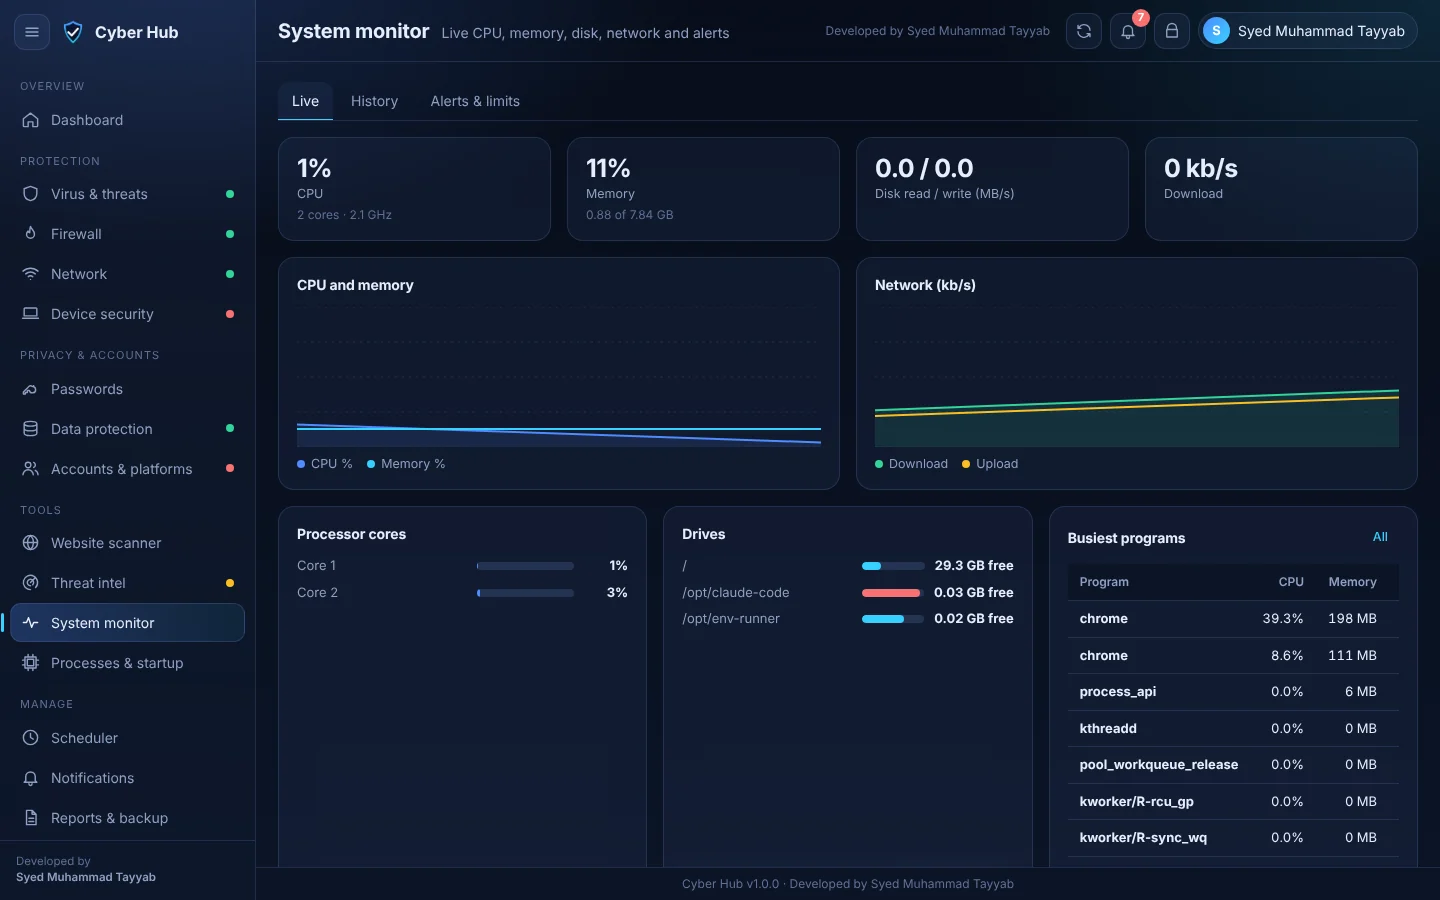 Cyber Hub
OVERVIEW
Dashboard
PROTECTION
Virus & threats
Firewall
Network
Device security
PRIVACY & ACCOUNTS
Passwords
Data protection
Accounts & platforms
TOOLS
Website scanner
Threat intel
System monitor
Processes & startup
MANAGE
Scheduler
Notifications
Reports & backup
Developed by
Syed Muhammad Tayyab
System monitor Live CPU, memory, disk, network and alerts
Developed by Syed Muhammad Tayyab
7
S Syed Muhammad Tayyab
Live History Alerts & limits
1%
CPU
2 cores · 2.1 GHz
11%
Memory
0.88 of 7.84 GB
0.0 / 0.0
Disk read / write (MB/s)
0 kb/s
Download
CPU and memory
CPU % Memory %
Network (kb/s)
Download Upload
Processor cores
Core 1 1%
Core 2 3%
Drives
/ 29.3 GB free
/opt/claude-code 0.03 GB free
/opt/env-runner 0.02 GB free
Busiest programs All
Program CPU Memory
chrome 39.3% 198 MB
chrome 8.6% 111 MB
process_api 0.0% 6 MB
kthreadd 0.0% 0 MB
pool_workqueue_release 0.0% 0 MB
kworker/R-rcu_gp 0.0% 0 MB
kworker/R-sync_wq 0.0% 0 MB
Cyber Hub v1.0.0 · Developed by Syed Muhammad Tayyab